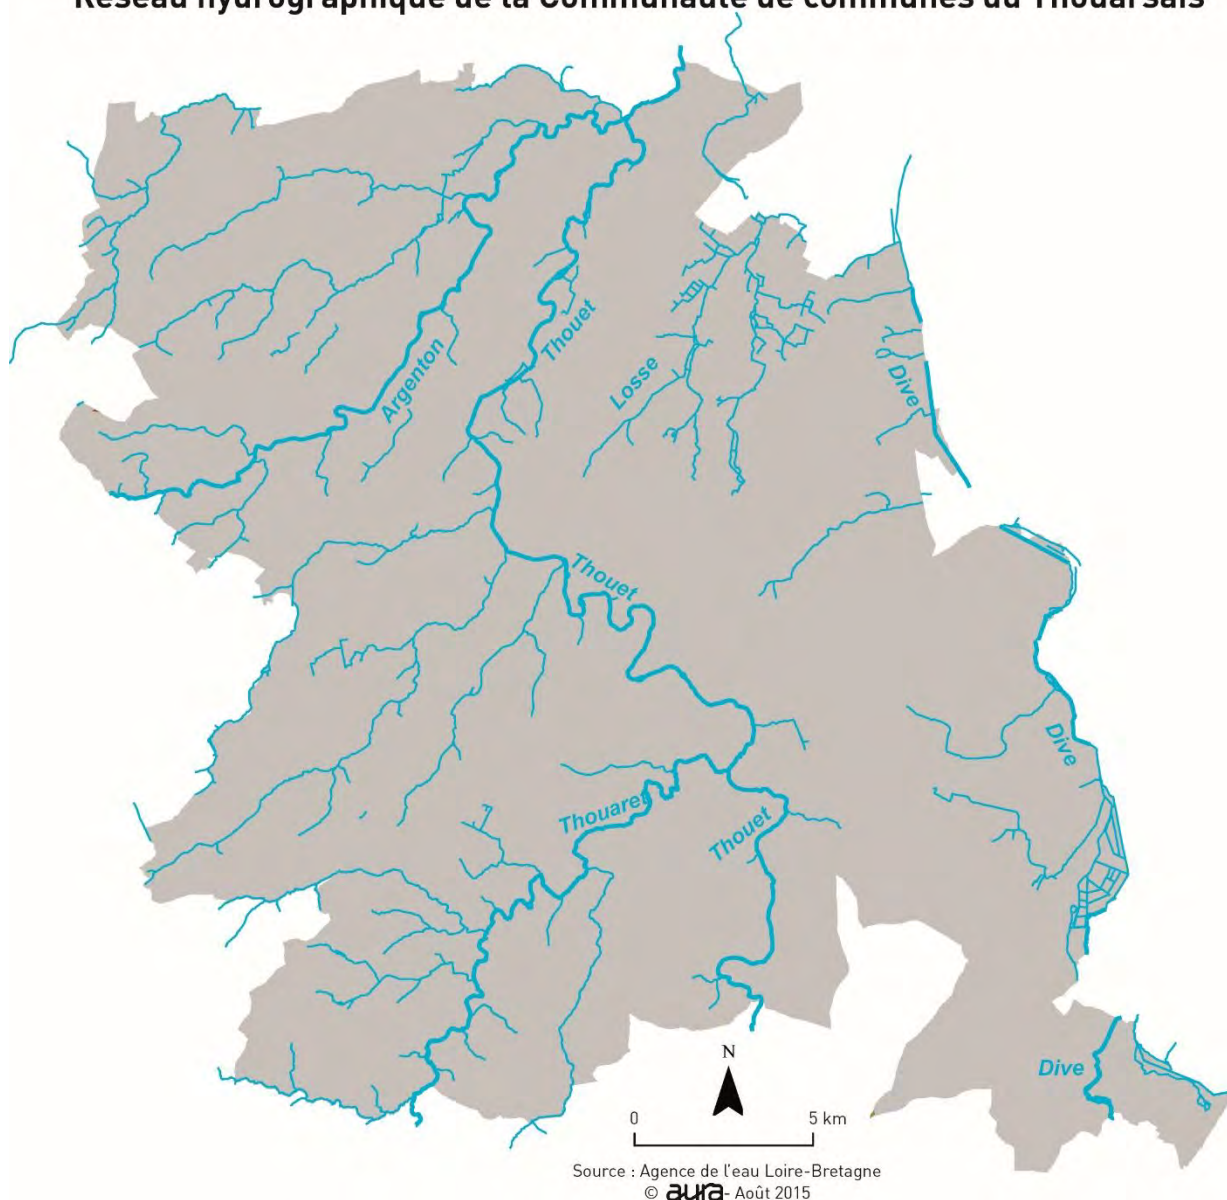 Réseau hydrographique de la Communauté de communes du Thouarsais
Thouet
Argenton
Losse
Dive
Thouet
Dive
Thouaret
Thouet
N
Dive
0 5 km
Source : Agence de l'eau Loire-Bretagne
© aura - Août 2015